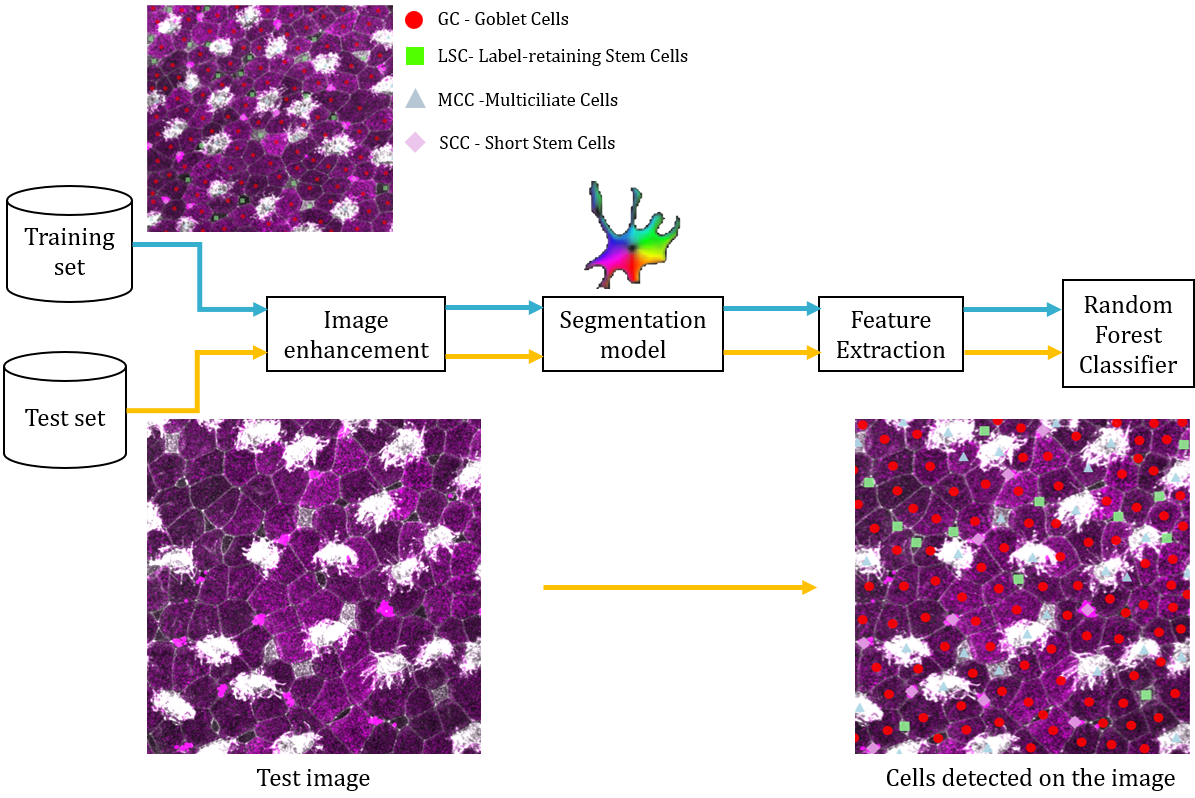 GC - Goblet Cells
LSC- Label-retaining Stem Cells
MCC -Multiciliate Cells
SCC - Short Stem Cells
Training
set
Test set
Image
enhancement
Segmentation
model
Feature
Extraction
Random
Forest
Classifier
Test image
Cells detected on the image